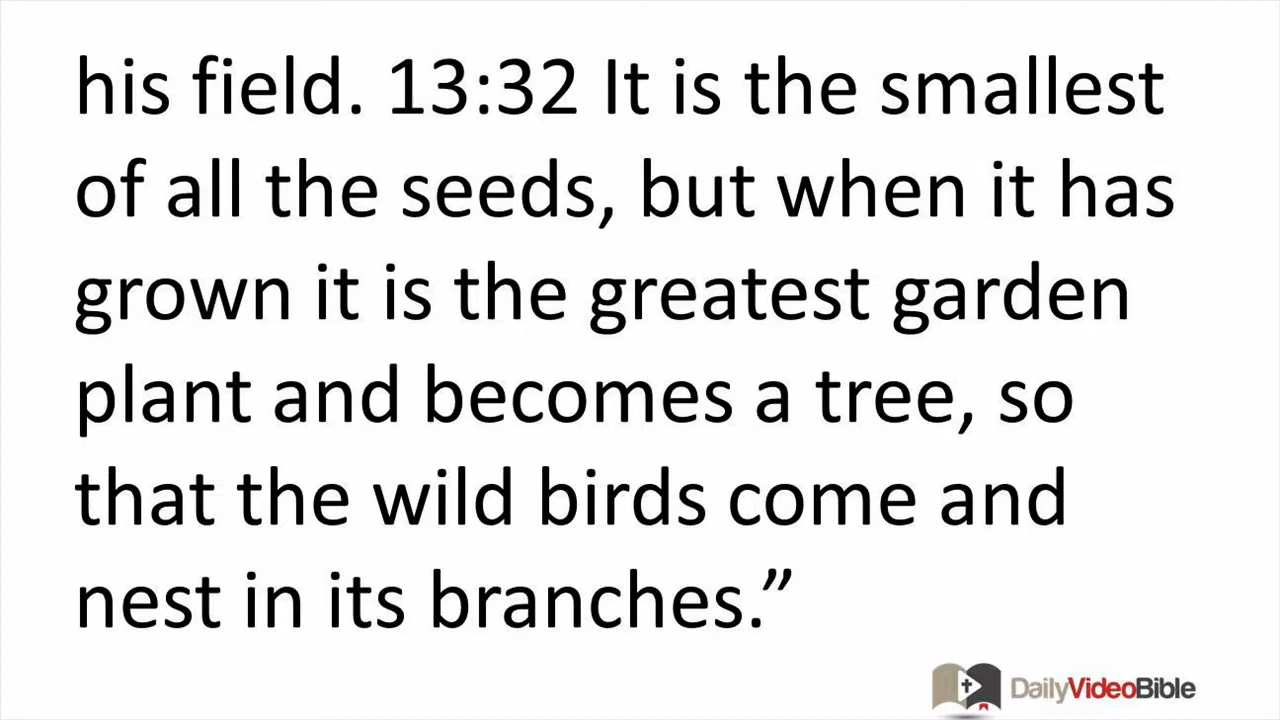 his field. 13:32 It is the smallest
of all the seeds, but when it has
grown it is the greatest garden
plant and becomes a tree, so
that the wild birds come and
nest in its branches.”
DailyVideoBible